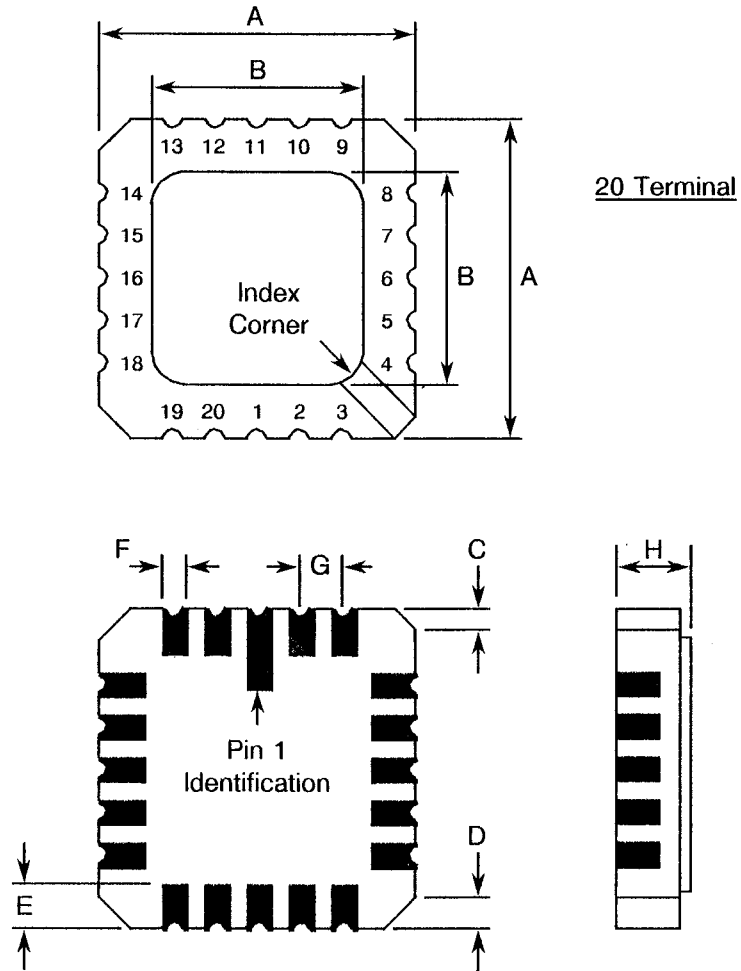 A
B
13 12 11 10 9
20 Terminal
14 8
15 7
16 6
17 5
18 4
B A
Index
Corner
19 20 1 2 3
F G C H
Pin 1
Identification
D
E